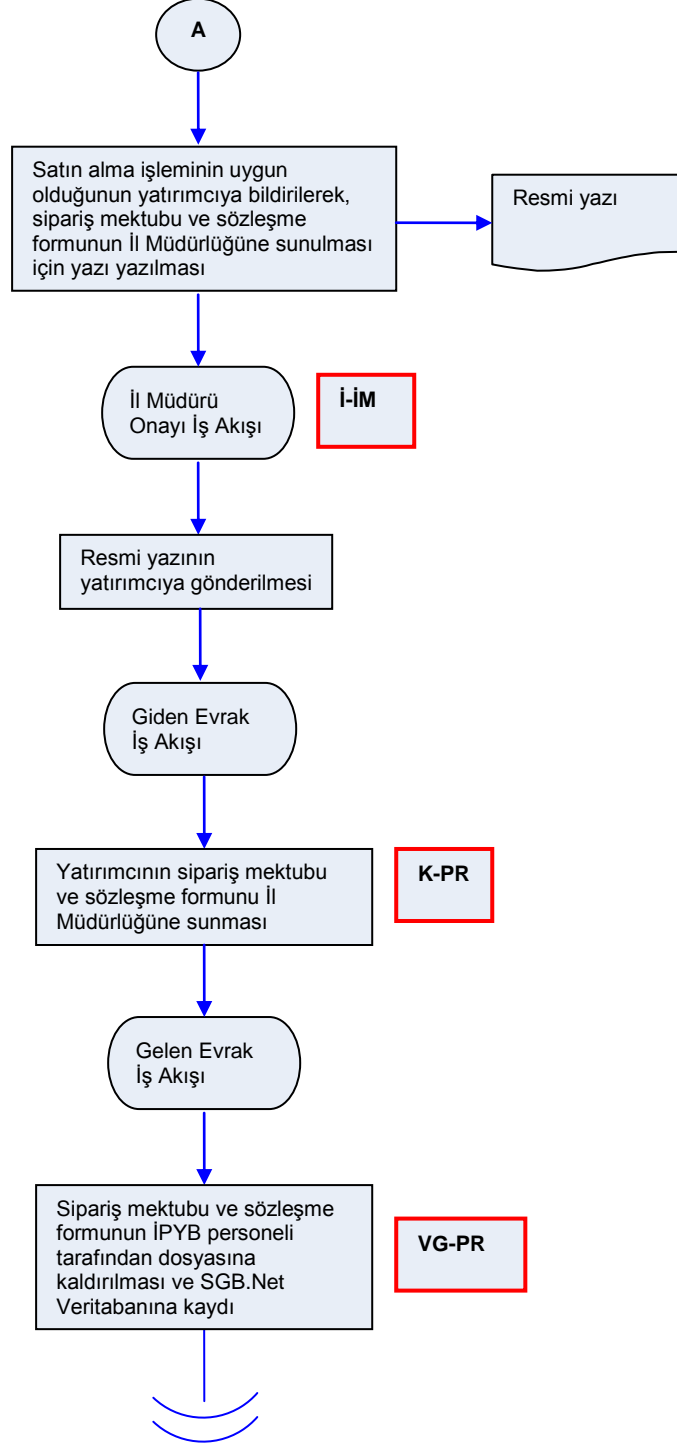 A
Satın alma işleminin uygun
olduğunun yatırımcıya bildirilerek,
sipariş mektubu ve sözleşme
formunun İl Müdürlüğüne sunulması
için yazı yazılması
Resmi yazı
İl Müdürü
Onayı İş Akışı
İ-İM
Resmi yazının
yatırımcıya gönderilmesi
Giden Evrak
İş Akışı
Yatırımcının sipariş mektubu
ve sözleşme formunu İl
Müdürlüğüne sunması
K-PR
Gelen Evrak
İş Akışı
Sipariş mektubu ve sözleşme
formunun İPYB personeli
tarafından dosyasına
kaldırılması ve SGB.Net
Veritabanına kaydı
VG-PR